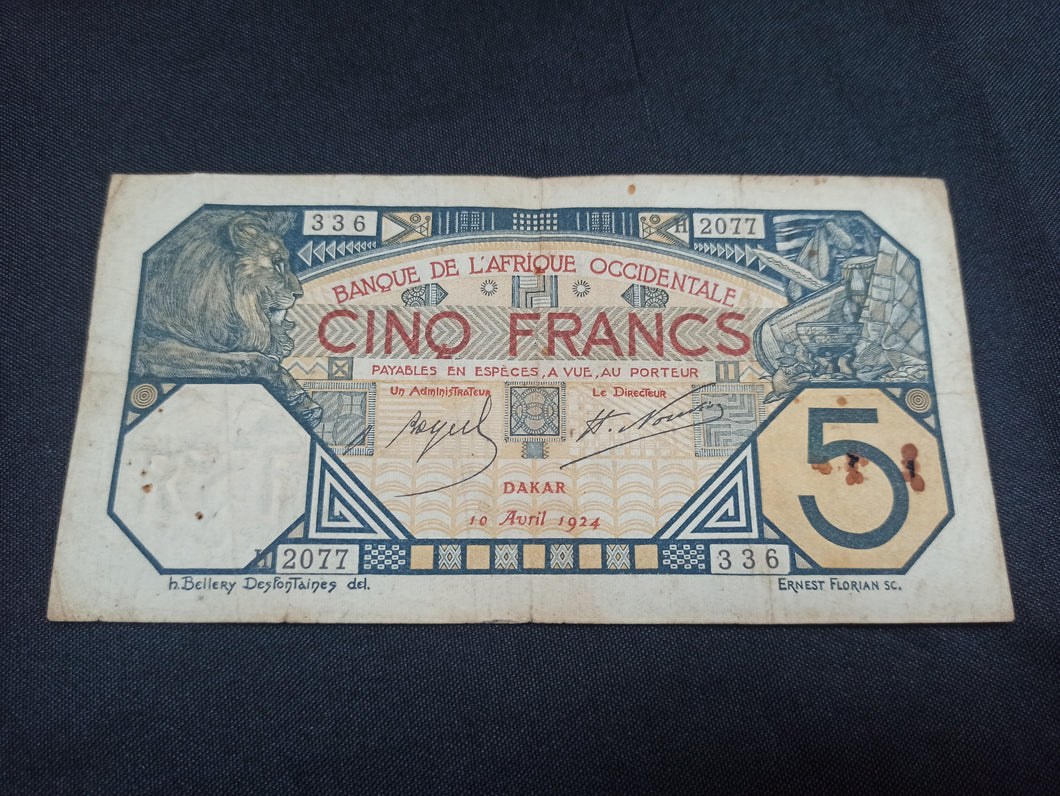 336
H 2077
BANQUE DE L'AFRIQUE OCCIDENTALE
CINQ FRANCS
PAYABLES EN ESPÈCES, A VUE, AU PORTEUR
Un Administrateur
Le Directeur
DAKAR
10 Avril 1924
5
H 2077
336
h. Bellery Desfontaines del.
ERNEST FLORIAN SC.